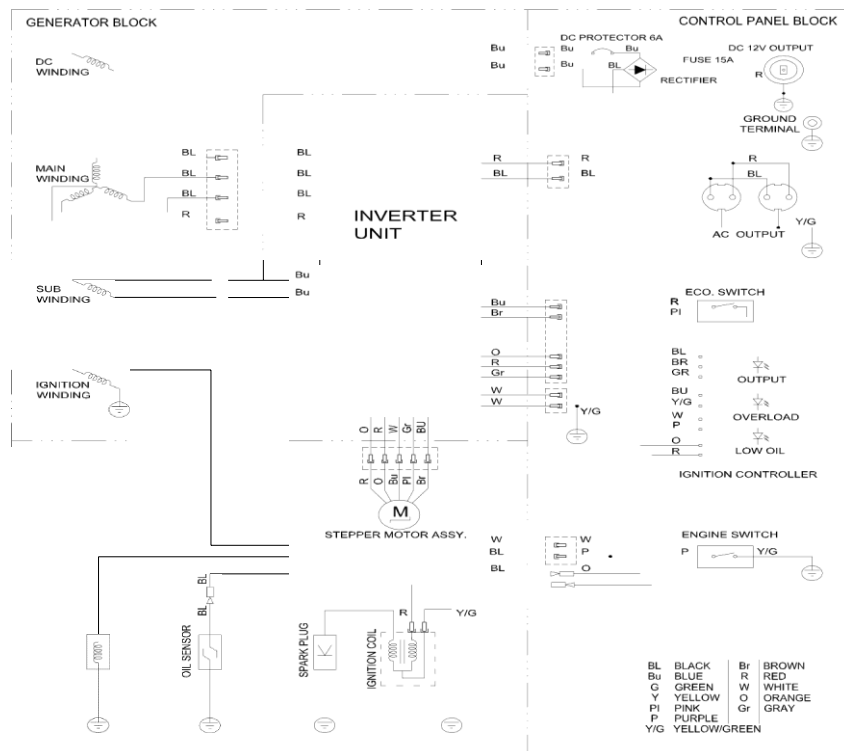 GENERATOR BLOCK
CONTROL PANEL BLOCK
DC
WINDING
Bu
Bu
DC PROTECTOR 6A
Bu
Bu
Bu
BL
RECTIFIER
FUSE 15A
DC 12V OUTPUT
R
GROUND
TERMINAL
MAIN
WINDING
BL
BL
BL
R
BL
BL
BL
R
INVERTER
UNIT
R
BL
R
BL
R
BL
Y/G
AC OUTPUT
SUB
WINDING
Bu
Bu
Bu
Br
ECO. SWITCH
R
PI
O
R
Gr
W
W
Y/G
BL
BR
GR
OUTPUT
BU
Y/G
OVERLOAD
W
P
O
R
LOW OIL
IGNITION CONTROLLER
IGNITION
WINDING
O
R
W
Gr
BU
R
O
Bu
PI
Br
M
STEPPER MOTOR ASSY.
W
BL
BL
W
P
O
ENGINE SWITCH
P
Y/G
BL
BL
OIL SENSOR
SPARK PLUG
IGNITION COIL
R
Y/G
BL BLACK Br BROWN
Bu BLUE R RED
G GREEN W WHITE
Y YELLOW O ORANGE
PI PINK Gr GRAY
P PURPLE
Y/G YELLOW/GREEN